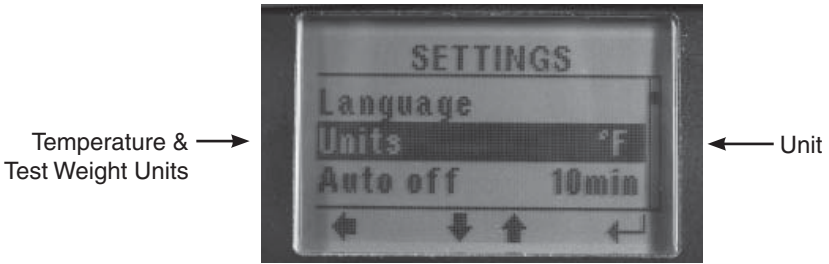 SETTINGS
Language
Temperature &
Test Weight Units
Units °F
Unit
Auto off 10min